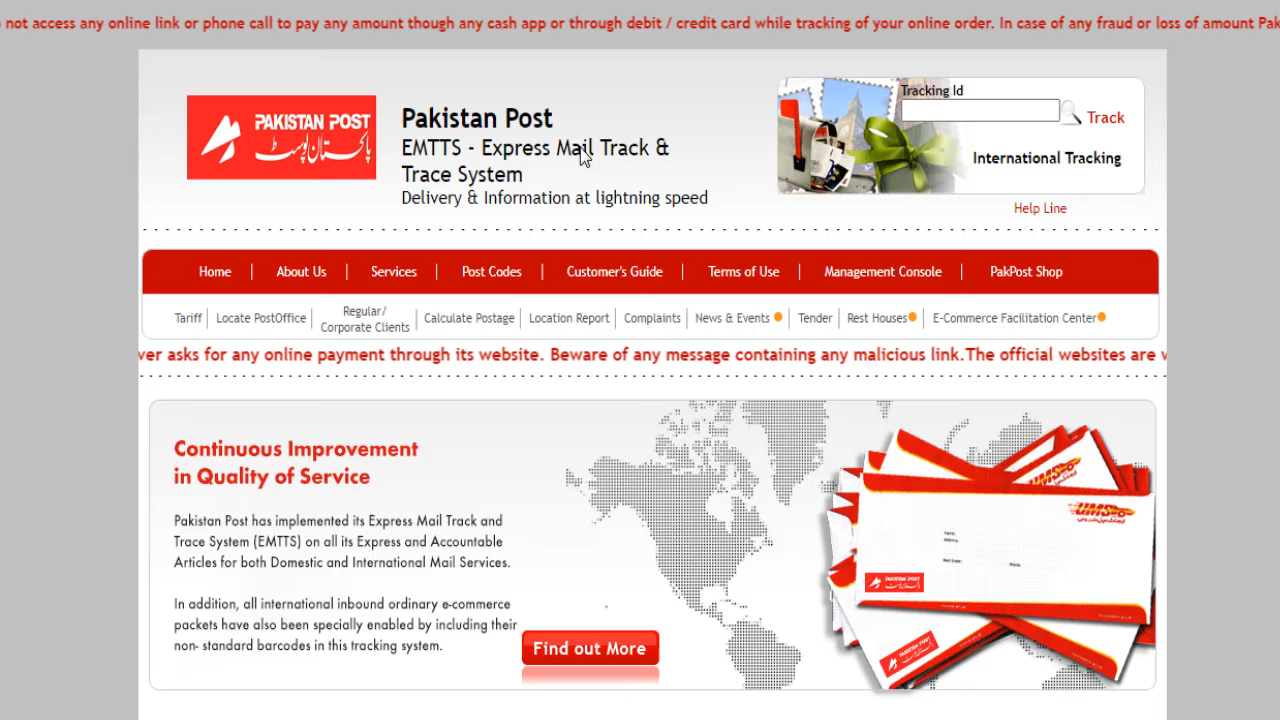 not access any online link or phone call to pay any amount though any cash app or through debit / credit card while tracking of your online order. In case of any fraud or loss of amount
PAKISTAN POST
پاکستان پوسٹ
Pakistan Post
EMTTS - Express Mail Track &
Trace System
Delivery & Information at lightning speed
Tracking Id
Track
International Tracking
Help Line
Home
About Us
Services
Post Codes
Customer's Guide
Terms of Use
Management Console
PakPost Shop
Tariff
Locate PostOffice
Regular/
Corporate Clients
Calculate Postage
Location Report
Complaints
News & Events
Tender
Rest Houses
E-Commerce Facilitation Center
ver asks for any online payment through its website. Beware of any message containing any malicious link.The official websites are
Continuous Improvement
in Quality of Service
Pakistan Post has implemented its express Mail Track and
Trace System (EMTTS) on all its Express and Accountable
Articles for the Domestic and International Mail Services.
In addition, all international inbound ordinary e-commerce
packets have also been specially enabled by including their
non- standard barcodes in this tracking system.
Find out More
UMS
UMS
PAKISTAN POST
PAKISTAN POST